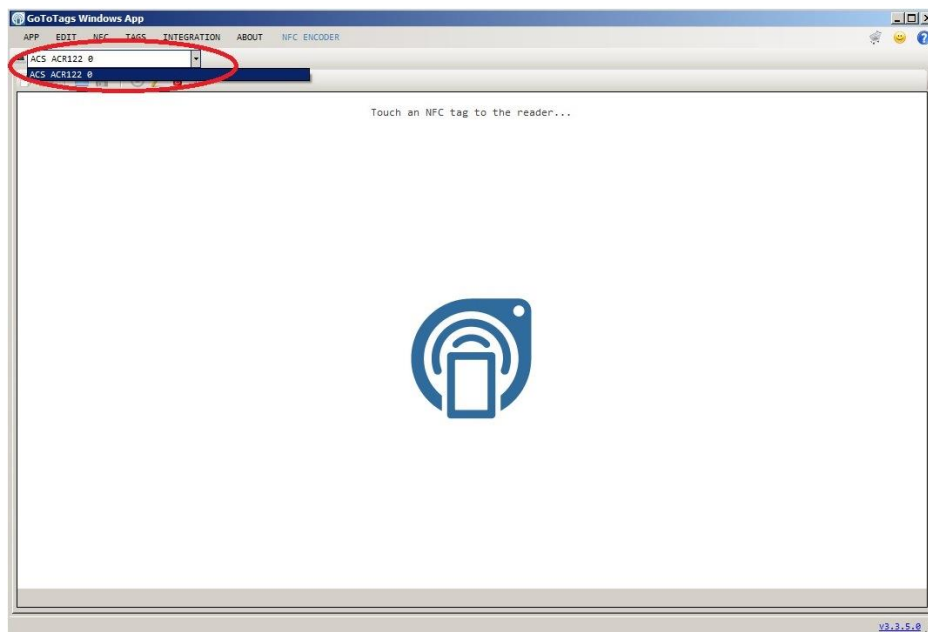 GoToTags Windows App
APP EDIT NFC TAGS INTEGRATION ABOUT NFC ENCODER
ACS ACR122 0
ACS ACR122 0
Touch an NFC tag to the reader...
v3.3.5.0